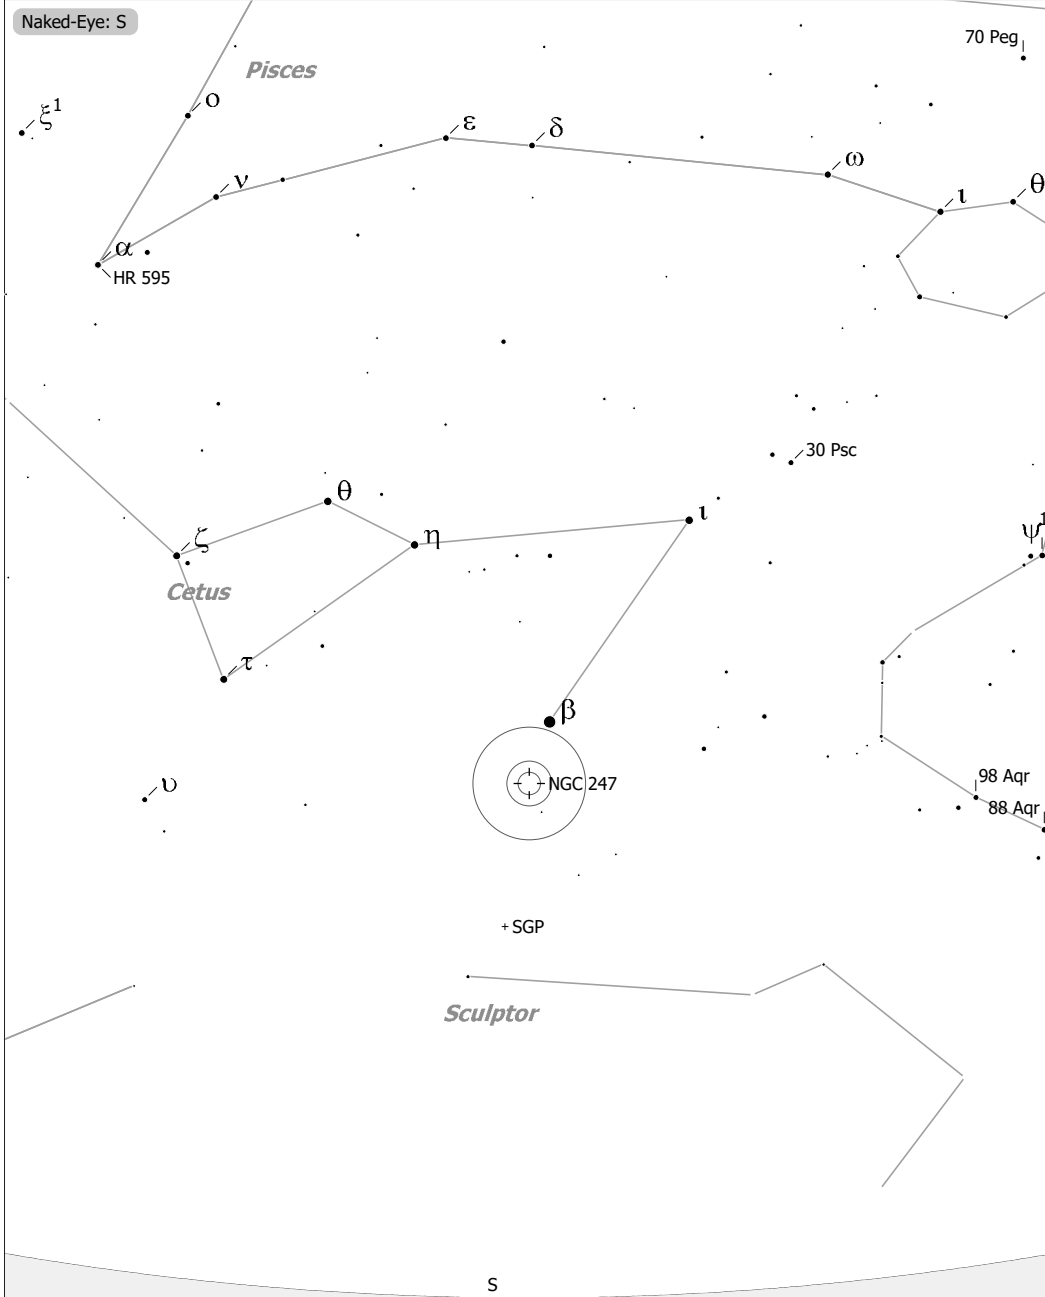 Naked-Eye: S
70 Peg
Pisces
ξ1
ο
ε
δ
ω
ν
ι
θ
α
HR 595
30 Psc
θ
ι
η
ζ
ψ1
Cetus
τ
β
98 Aqr
υ
NGC 247
88 Aqr
SGP
Sculptor
S